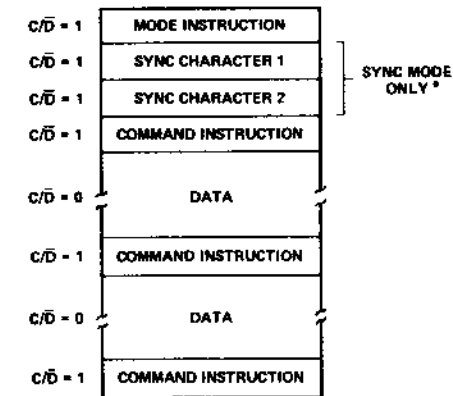 C/D̅ = 1 MODE INSTRUCTION
C/D̅ = 1 SYNC CHARACTER 1
SYNC MODE
ONLY *
C/D̅ = 1 SYNC CHARACTER 2
C/D̅ = 1 COMMAND INSTRUCTION
C/D̅ = 0 DATA
C/D̅ = 1 COMMAND INSTRUCTION
C/D̅ = 0 DATA
C/D̅ = 1 COMMAND INSTRUCTION